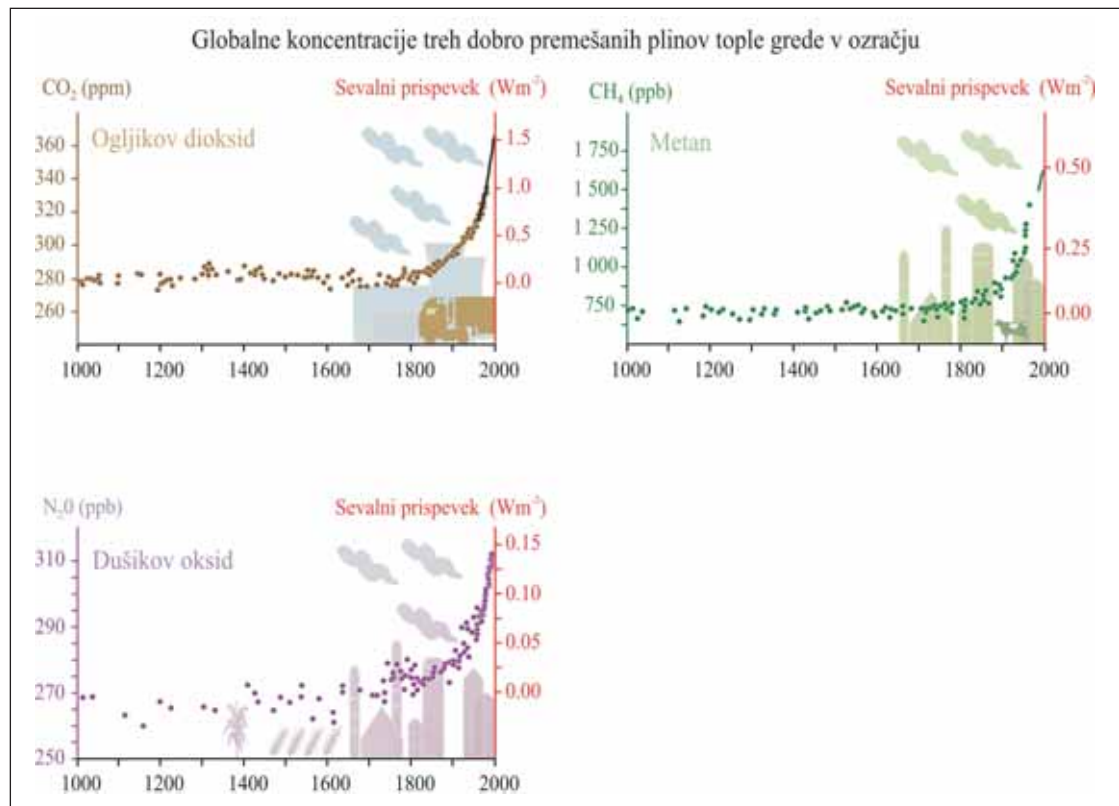 Globalne koncentracije treh dobro premešanih plinov tople grede v ozračju
CO₂ (ppm)
Sevalni prispevek (Wm⁻²)
Ogljikov dioksid
360
340
320
300
280
260
1.5
1.0
0.5
0.0
1000 1200 1400 1600 1800 2000
CH₄ (ppb)
Sevalni prispevek (Wm⁻²)
Metan
1 750
1 500
1 250
1 000
750
0.50
0.25
0.00
1000 1200 1400 1600 1800 2000
N₂0 (ppb)
Sevalni prispevek (Wm⁻²)
Dušikov oksid
310
290
270
250
0.15
0.10
0.05
0.00
1000 1200 1400 1600 1800 2000